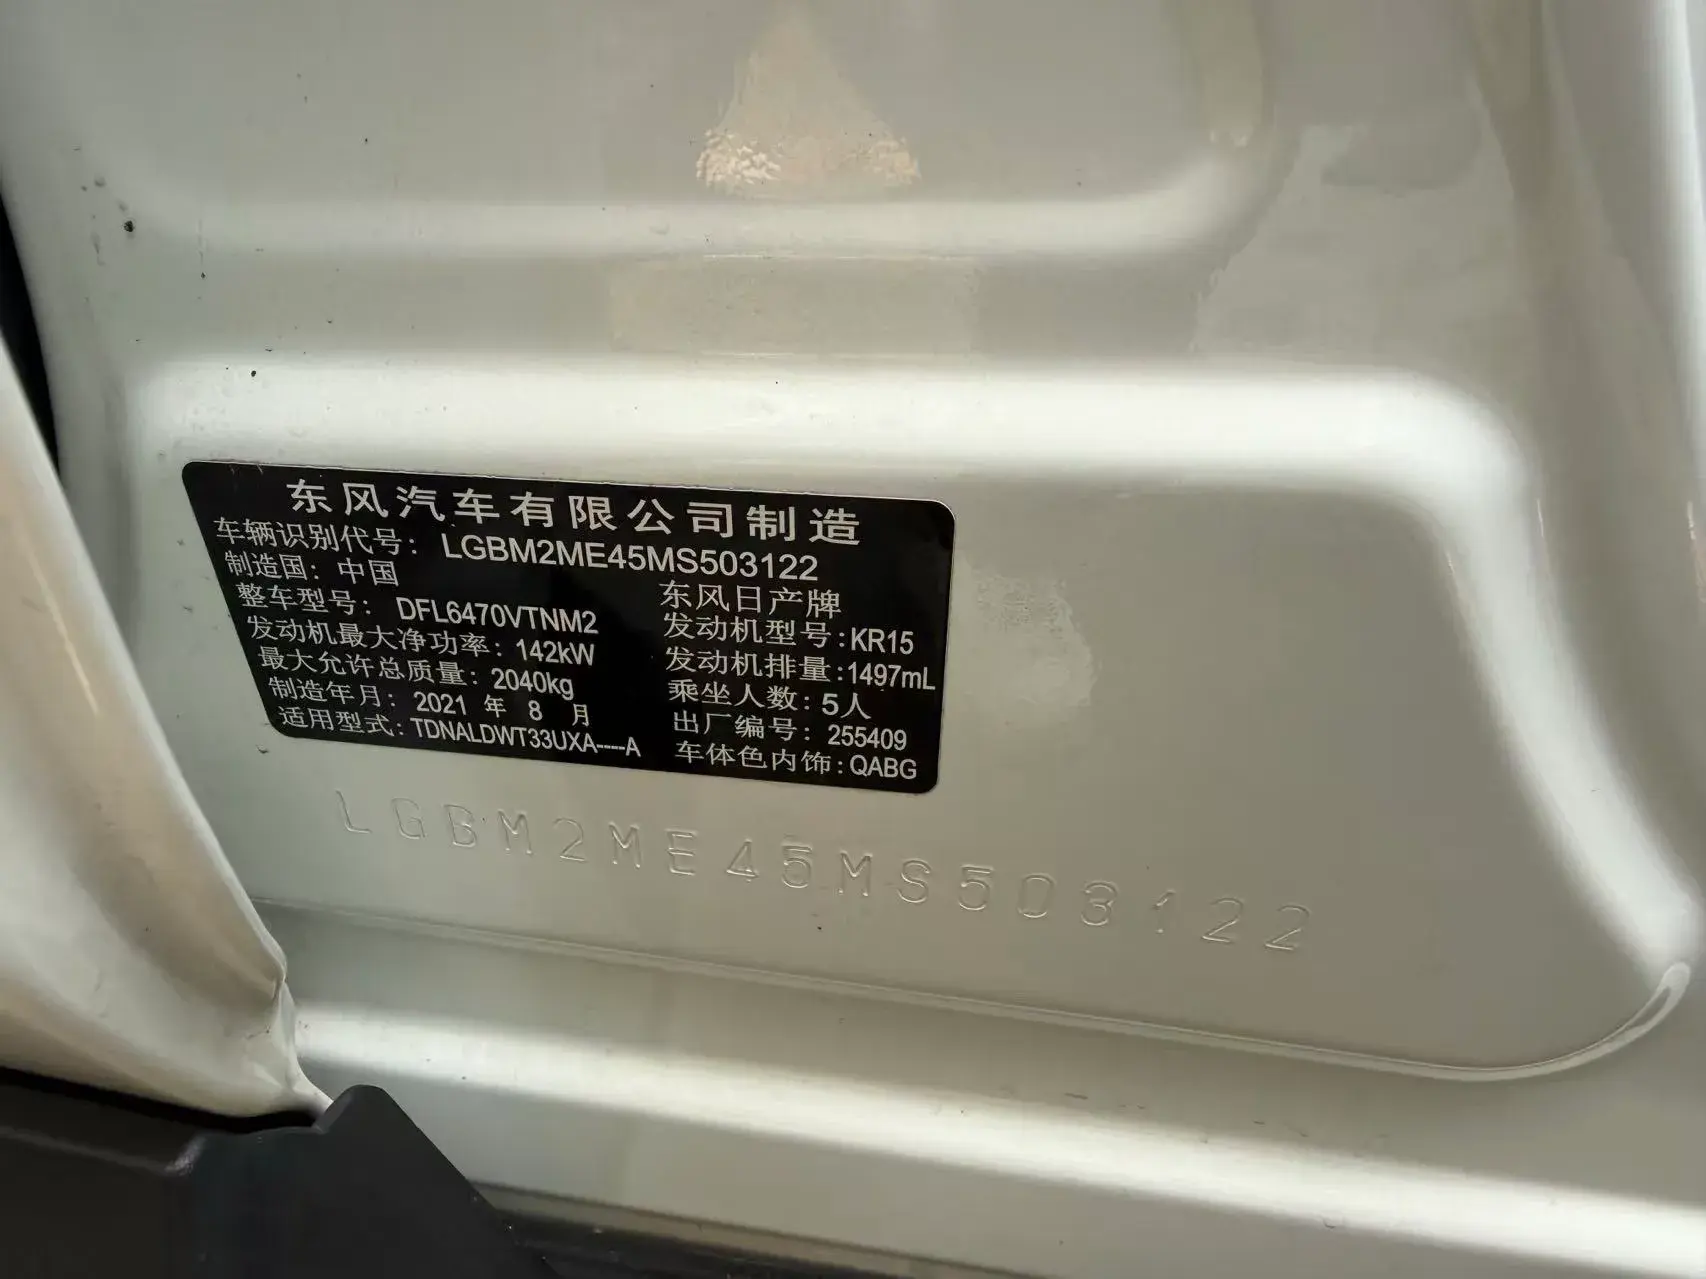 东风汽车有限公司制造
车辆识别代号: LGBM2ME45MS503122
制造国: 中国 东风日产牌
整车型号: DFL6470VTNM2 发动机型号:KR15
发动机最大净功率: 142kW 发动机排量:1497mL
最大允许总质量: 2040kg 乘坐人数: 5人
制造年月: 2021 年 8 月 出厂编号: 255409
适用型式: TDNALDWT33UXA----A 车体色内饰:QABG
LGBM2ME45MS503122